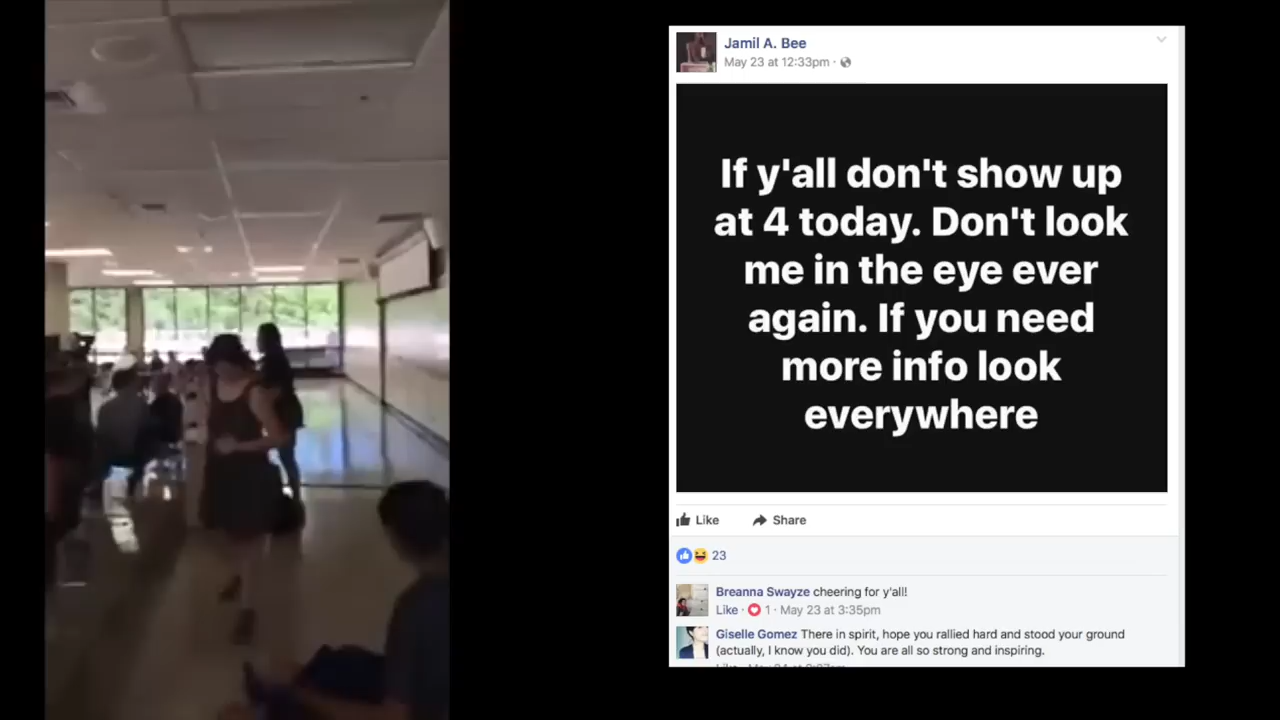 Jamil A. Bee
May 23 at 12:33pm ·
If y'all don't show up
at 4 today. Don't look
me in the eye ever
again. If you need
more info look
everywhere
Like Share
23
Breanna Swayze cheering for y'all!
Like · 1 · May 23 at 3:35pm
Giselle Gomez There in spirit, hope you rallied hard and stood your ground
(actually, I know you did). You are all so strong and inspiring.